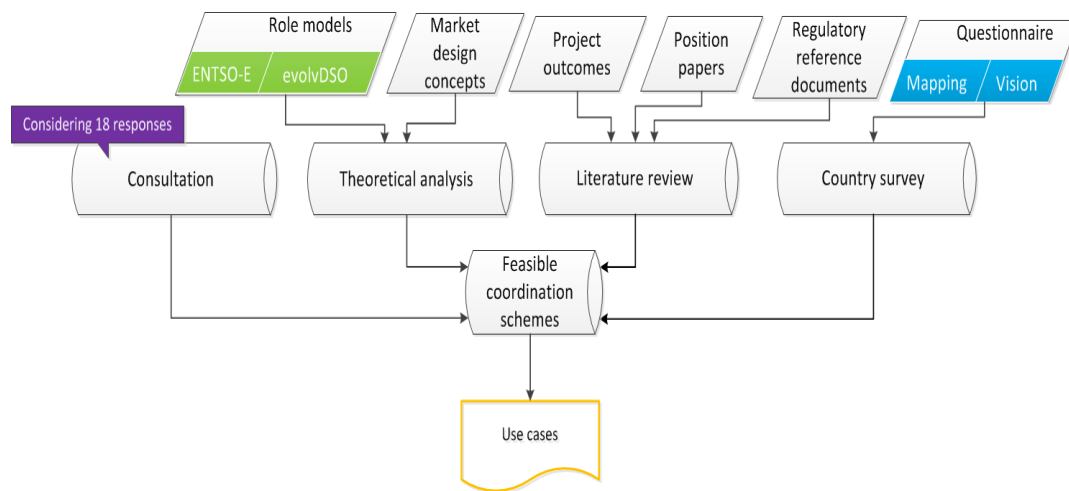 Role models
ENTSO-E
evolvDSO
Market
design
concepts
Project
outcomes
Position
papers
Regulatory
reference
documents
Questionnaire
Mapping
Vision
Considering 18 responses
Consultation
Theoretical analysis
Literature review
Country survey
Feasible
coordination
schemes
Use cases